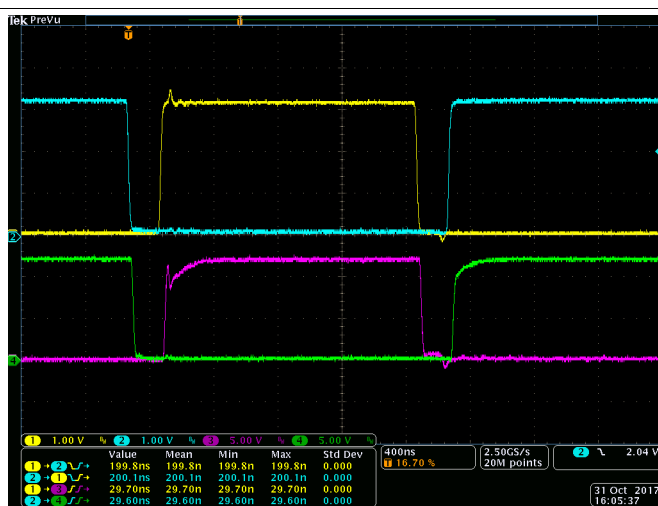 Tek PreVu
T
T
2
4
1 1.00 V 2 1.00 V 3 5.00 V 4 5.00 V
Value Mean Min Max Std Dev
1 → 2 199.8ns 199.8n 199.8n 199.8n 0.000
2 → 1 200.1ns 200.1n 200.1n 200.1n 0.000
1 → 3 29.70ns 29.70n 29.70n 29.70n 0.000
2 → 4 29.60ns 29.60n 29.60n 29.60n 0.000
400ns
T 16.70 %
2.50GS/s
20M points
2 2.04 V
31 Oct 2017
16:05:37